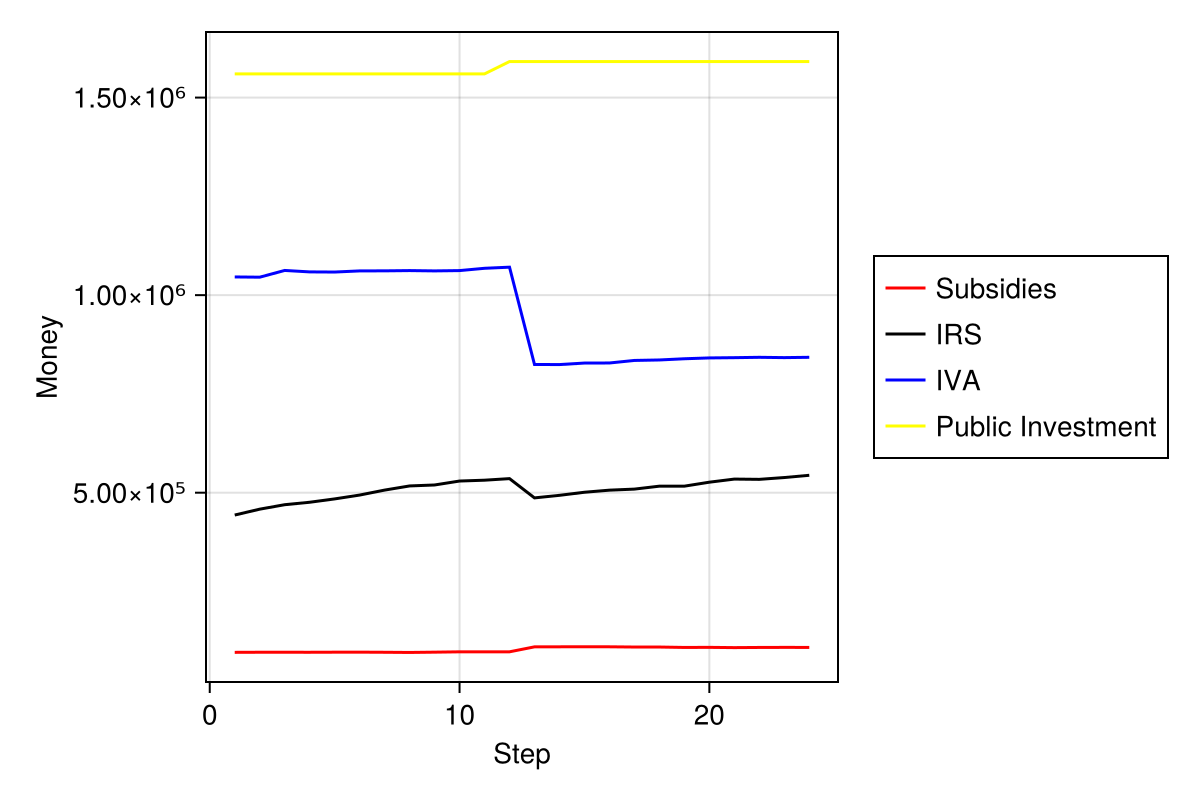 1.50×10⁶
1.00×10⁶
5.00×10⁵
Money
0
10
20
Step
Subsidies
IRS
IVA
Public Investment